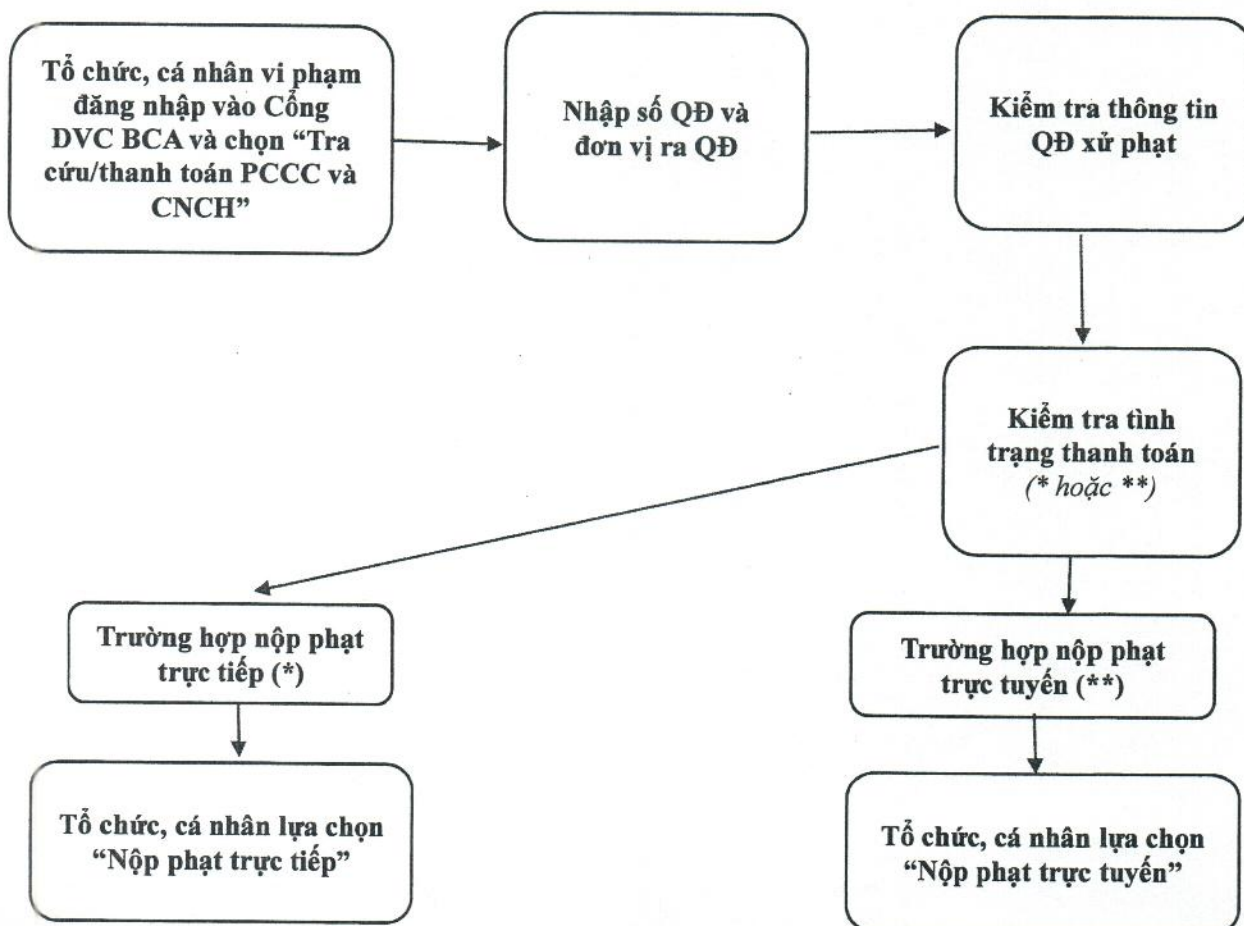 Tổ chức, cá nhân vi phạm
đăng nhập vào Cổng
DVC BCA và chọn “Tra
cứu/thanh toán PCCC và
CNCH”
Nhập số QĐ và
đơn vị ra QĐ
Kiểm tra thông tin
QĐ xử phạt
Kiểm tra tình
trạng thanh toán
(* hoặc **)
Trường hợp nộp phạt
trực tiếp (*)
Trường hợp nộp phạt
trực tuyến (**)
Tổ chức, cá nhân lựa chọn
“Nộp phạt trực tiếp”
Tổ chức, cá nhân lựa chọn
“Nộp phạt trực tuyến”